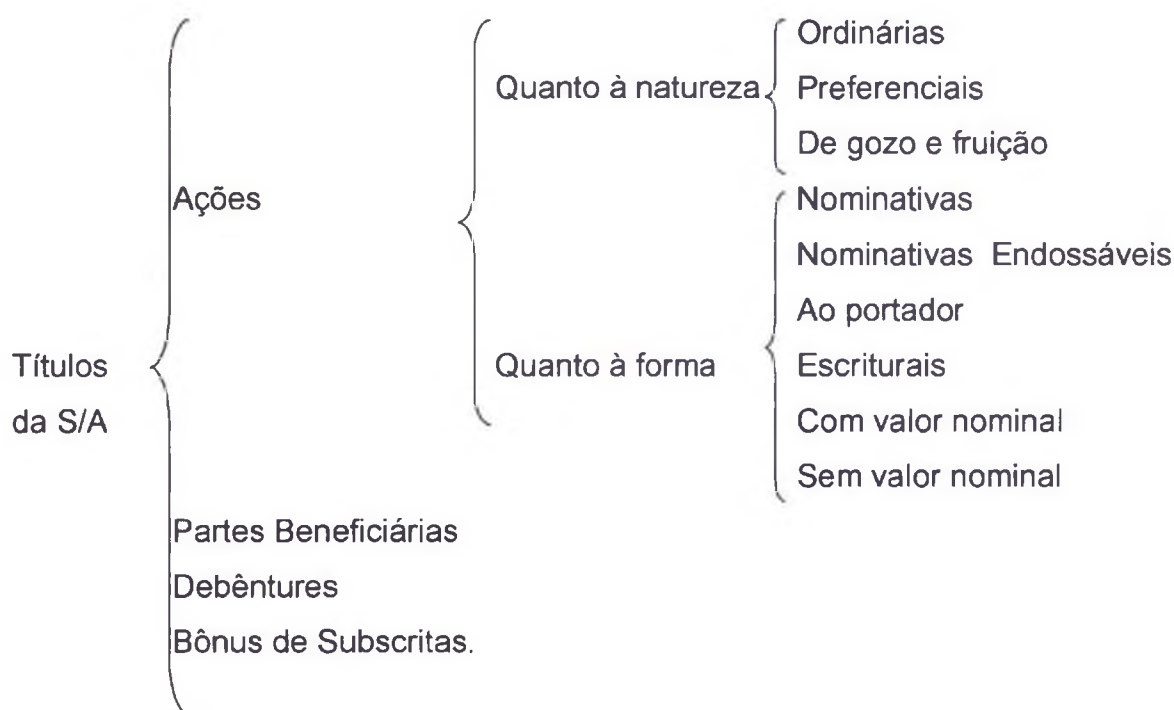 Ordinárias
Quanto à natureza
Preferenciais
De gozo e fruição
Ações
Nominativas
Nominativas Endossáveis
Ao portador
Títulos
da S/A
Quanto à forma
Escriturais
Com valor nominal
Sem valor nominal
Partes Beneficiárias
Debêntures
Bônus de Subscritas.